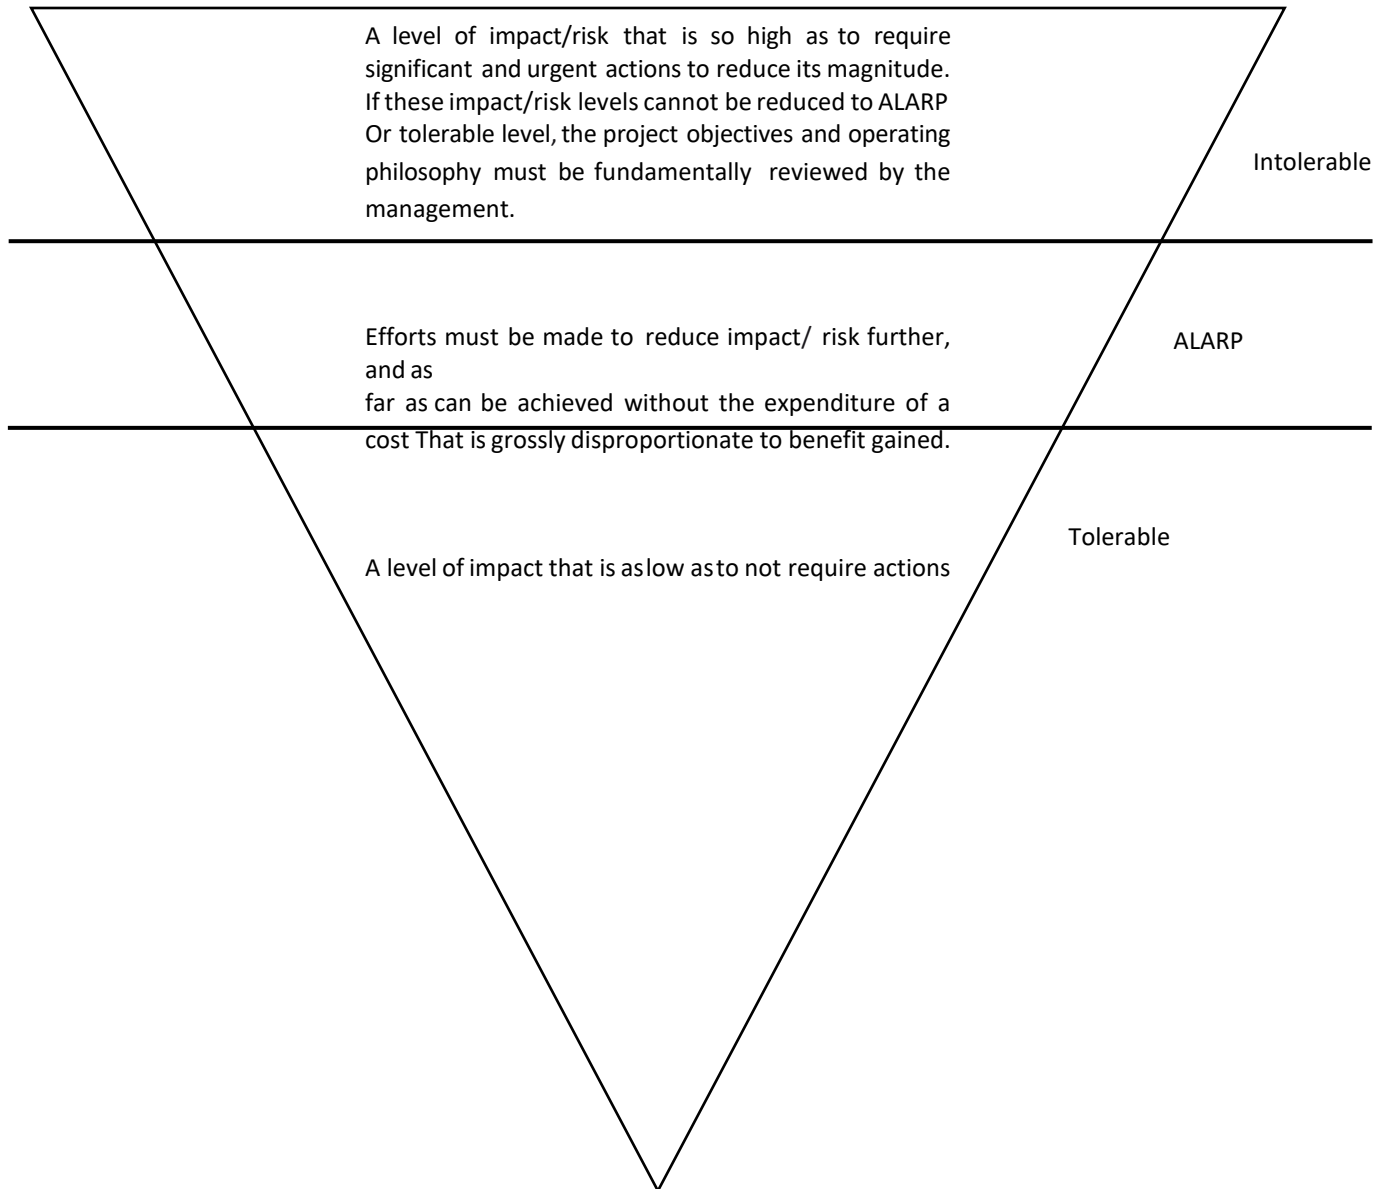 A level of impact/risk that is so high as to require
significant and urgent actions to reduce its magnitude.
If these impact/risk levels cannot be reduced to ALARP
Or tolerable level, the project objectives and operating
philosophy must be fundamentally reviewed by the
management.
Intolerable
Efforts must be made to reduce impact/ risk further,
and as
far as can be achieved without the expenditure of a
cost That is grossly disproportionate to benefit gained.
ALARP
Tolerable
A level of impact that is as low as to not require actions